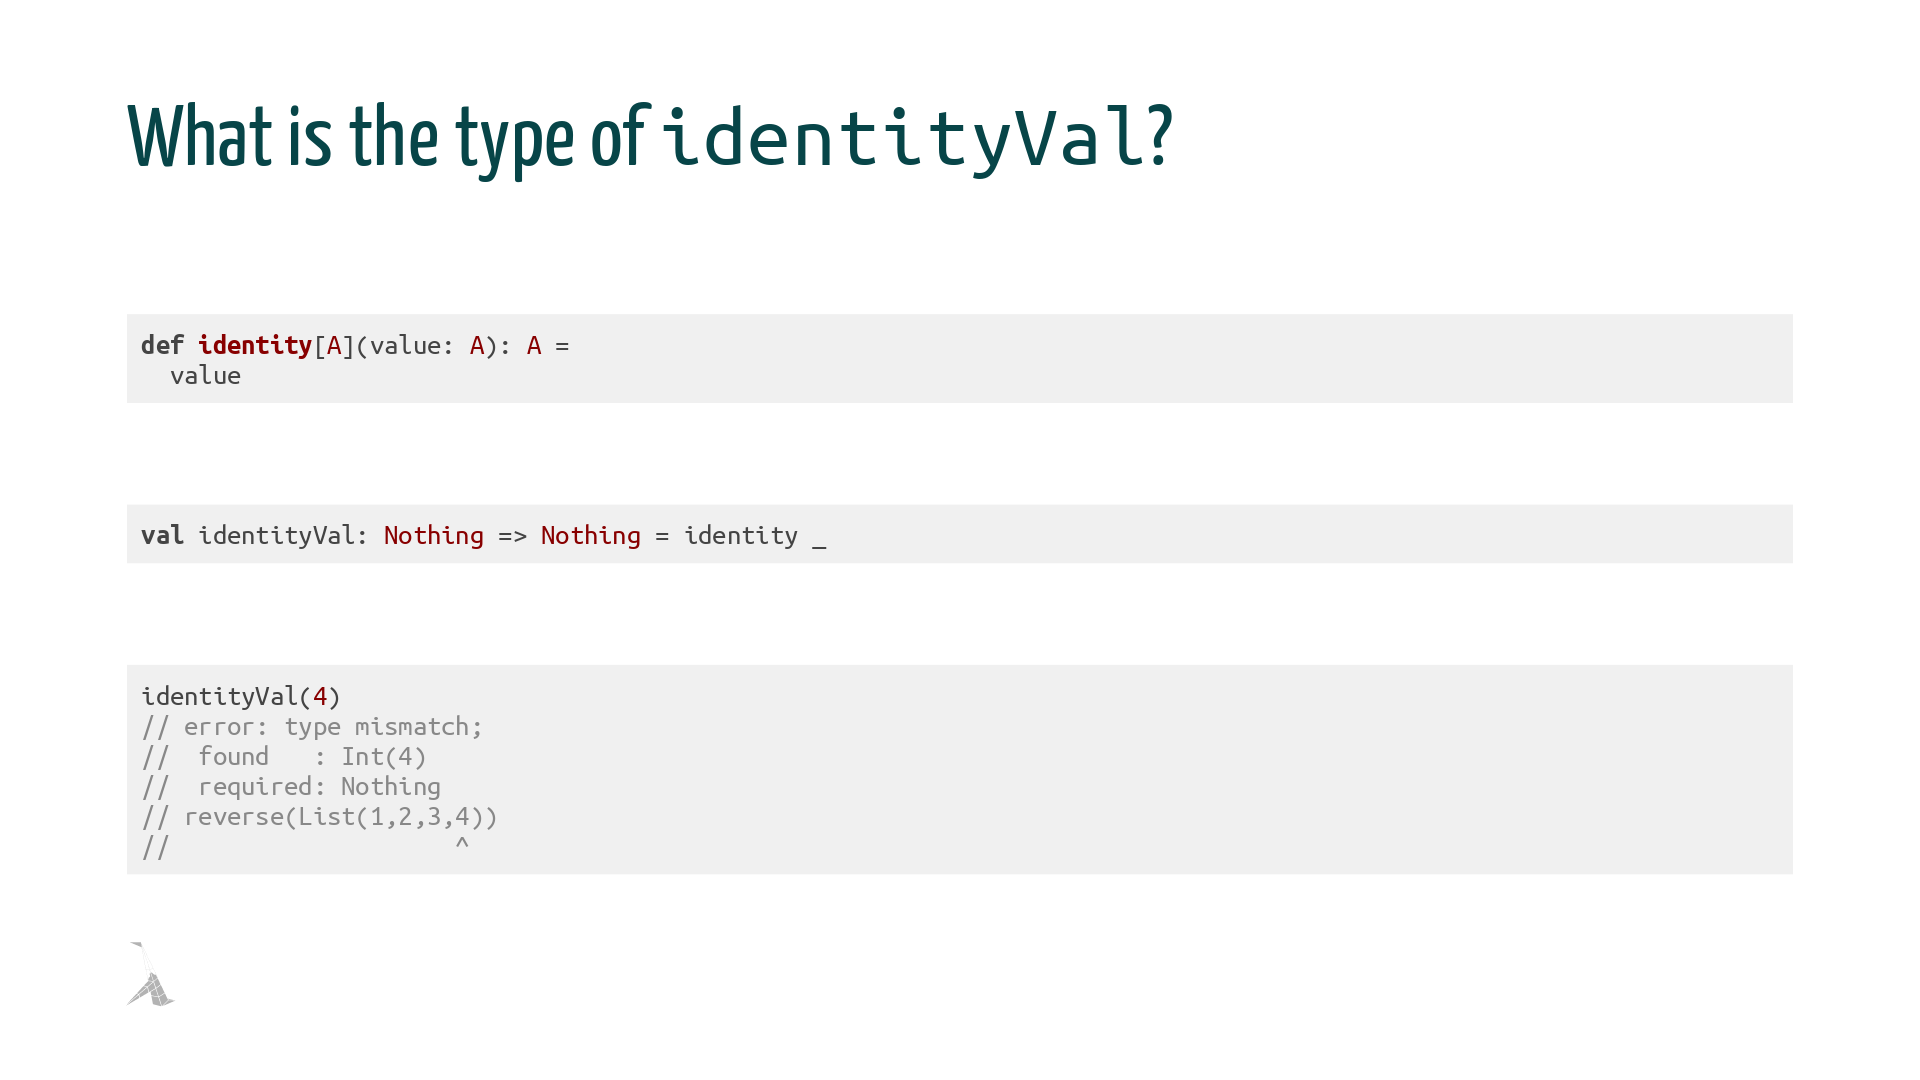 What is the type of identityVal?
def identity[A](value: A): A =
  value
val identityVal: Nothing => Nothing = identity _
identityVal(4)
// error: type mismatch;
//  found   : Int(4)
//  required: Nothing
// reverse(List(1,2,3,4))
//                    ^